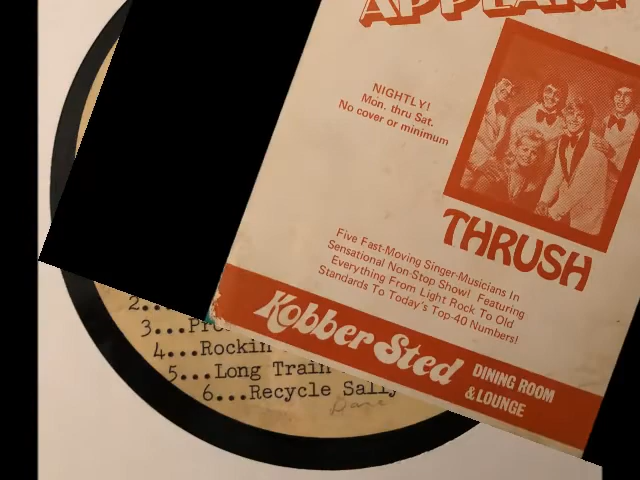 NIGHTLY!
Mon. thru Sat.
No cover or minimum
THRUSH
Five Fast-Moving Singer-Musicians In
Sensational Non-Stop Show! Featuring
Everything From Light Rock To Old
Standards To Today's Top-40 Numbers!
Kobber Sted
DINING ROOM
& LOUNGE
2...
3...
4...Rockin
5...Long Train
6...Recycle Sally